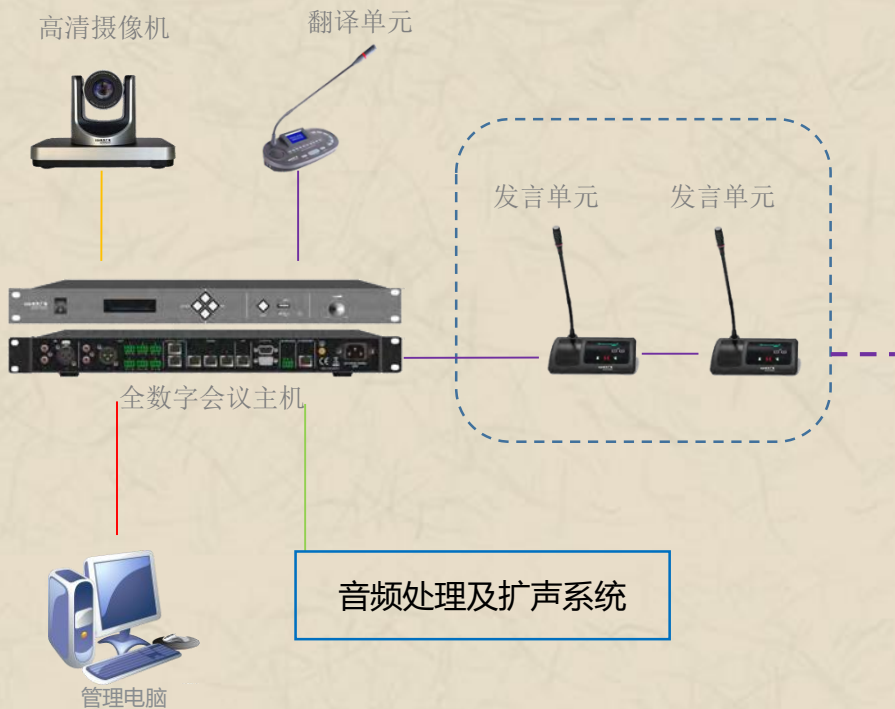 高清摄像机
翻译单元
发言单元
发言单元
全数字会议主机
音频处理及扩声系统
管理电脑